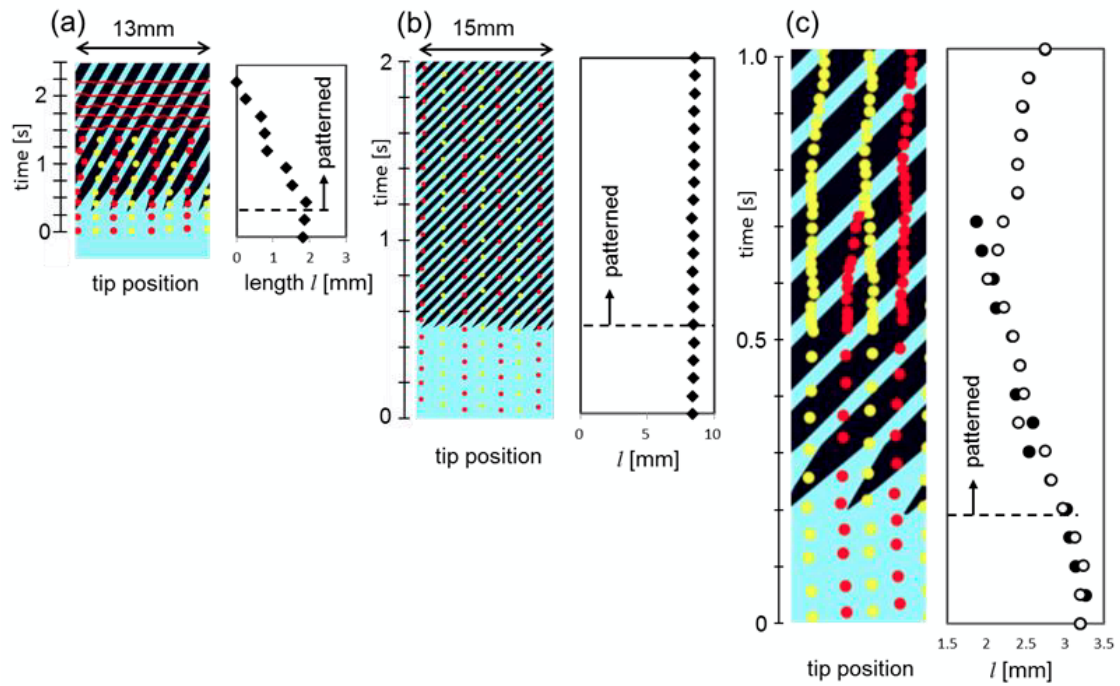 (a)
13mm
2
1
0
time [s]
tip position
patterned
0 1 2 3
length l [mm]
(b)
15mm
2
1
0
time [s]
tip position
patterned
0 5 10
l [mm]
(c)
1.0
0.5
0
time [s]
tip position
patterned
1.5 2 2.5 3 3.5
l [mm]